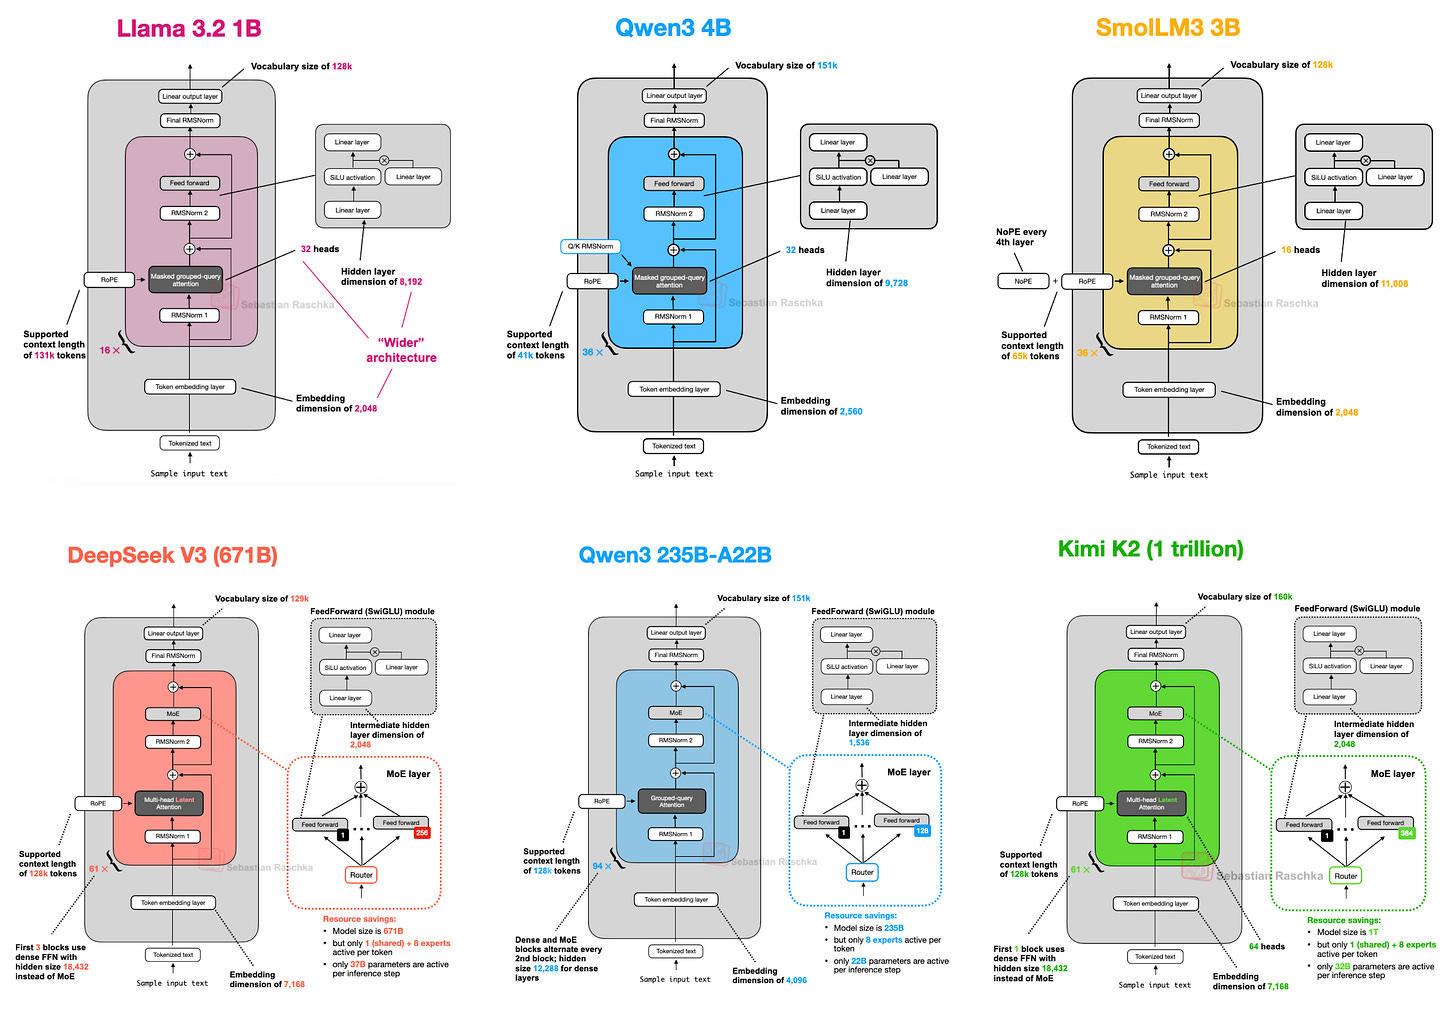 Llama 3.2 1B
Vocabulary size of 128k
Linear output layer
Final RMSNorm
Linear layer
SiLU activation
Linear layer
Linear layer
Feed forward
RMSNorm 2
32 heads
Hidden layer
dimension of 8,192
RoPE
Masked grouped-query
attention
Sebastian Raschka
RMSNorm 1
Supported
context length
of 131k tokens
16 ×
“Wider”
architecture
Token embedding layer
Embedding
dimension of 2,048
Tokenized text
Sample input text
Qwen3 4B
Vocabulary size of 151k
Linear output layer
Final RMSNorm
Linear layer
SiLU activation
Linear layer
Linear layer
Feed forward
RMSNorm 2
Q/K RMSNorm
32 heads
Hidden layer
dimension of 9,728
RoPE
Masked grouped-query
attention
Sebastian Raschka
RMSNorm 1
Supported
context length
of 41k tokens
36 ×
Token embedding layer
Embedding
dimension of 2,560
Tokenized text
Sample input text
SmolLM3 3B
Vocabulary size of 128k
Linear output layer
Final RMSNorm
Linear layer
SiLU activation
Linear layer
Linear layer
Feed forward
RMSNorm 2
NoPE every
4th layer
16 heads
Hidden layer
dimension of 11,008
NoPE
+
RoPE
Masked grouped-query
attention
Sebastian Raschka
RMSNorm 1
Supported
context length
of 65k tokens
36 ×
Token embedding layer
Embedding
dimension of 2,048
Tokenized text
Sample input text
DeepSeek V3 (671B)
Vocabulary size of 129k
FeedForward (SwiGLU) module
Linear output layer
Final RMSNorm
Linear layer
SiLU activation
Linear layer
Linear layer
MoE
RMSNorm 2
Intermediate hidden
layer dimension of
2,048
MoE layer
RoPE
Multi-head Latent
Attention
RMSNorm 1
Feed forward
1
Feed forward
256
Router
Sebastian Raschka
Supported
context length
of 128k tokens
61 ×
Token embedding layer
First 3 blocks use
dense FFN with
hidden size 18,432
instead of MoE
Tokenized text
Sample input text
Embedding
dimension of 7,168
Resource savings:
• Model size is 671B
• but only 1 (shared) + 8 experts
active per token
• only 37B parameters are active
per inference step
Qwen3 235B-A22B
Vocabulary size of 151k
FeedForward (SwiGLU) module
Linear output layer
Final RMSNorm
Linear layer
SiLU activation
Linear layer
Linear layer
MoE
RMSNorm 2
Intermediate hidden
layer dimension of
1,536
MoE layer
RoPE
Grouped-query
Attention
RMSNorm 1
Feed forward
1
Feed forward
128
Router
Sebastian Raschka
Supported
context length
of 128k tokens
94 ×
Token embedding layer
Dense and MoE
blocks alternate every
2nd block; hidden
size 12,288 for dense
layers
Tokenized text
Sample input text
Embedding
dimension of 4,096
Resource savings:
• Model size is 235B
• but only 8 experts active per
token
• only 22B parameters are active
per inference step
Kimi K2 (1 trillion)
Vocabulary size of 160k
FeedForward (SwiGLU) module
Linear output layer
Final RMSNorm
Linear layer
SiLU activation
Linear layer
Linear layer
MoE
RMSNorm 2
Intermediate hidden
layer dimension of
2,048
MoE layer
RoPE
Multi-head Latent
Attention
RMSNorm 1
Feed forward
1
Feed forward
384
Router
Sebastian Raschka
Supported
context length
of 128k tokens
61 ×
Token embedding layer
First 1 block uses
dense FFN with
hidden size 18,432
instead of MoE
64 heads
Tokenized text
Sample input text
Embedding
dimension of 7,168
Resource savings:
• Model size is 1T
• but only 1 (shared) + 8 experts
active per token
• only 32B parameters are active
per inference step